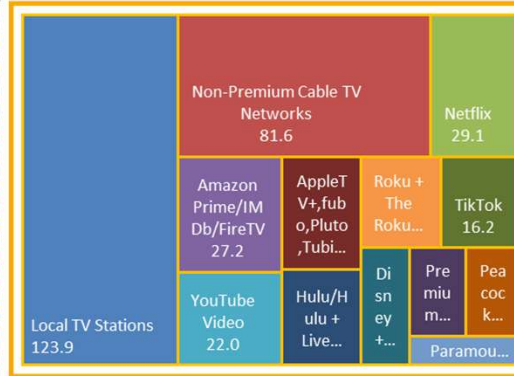 Local TV Stations
123.9
Non-Premium Cable TV
Networks
81.6
Netflix
29.1
Amazon
Prime/IM
Db/FireTV
27.2
AppleT
V+,fub
o,Pluto
,Tubi...
Roku +
The
Roku...
TikTok
16.2
YouTube
Video
22.0
Hulu/H
ulu +
Live...
Di
sney
+...
Pre
miu
m...
Pea
coc
k...
Paramou...